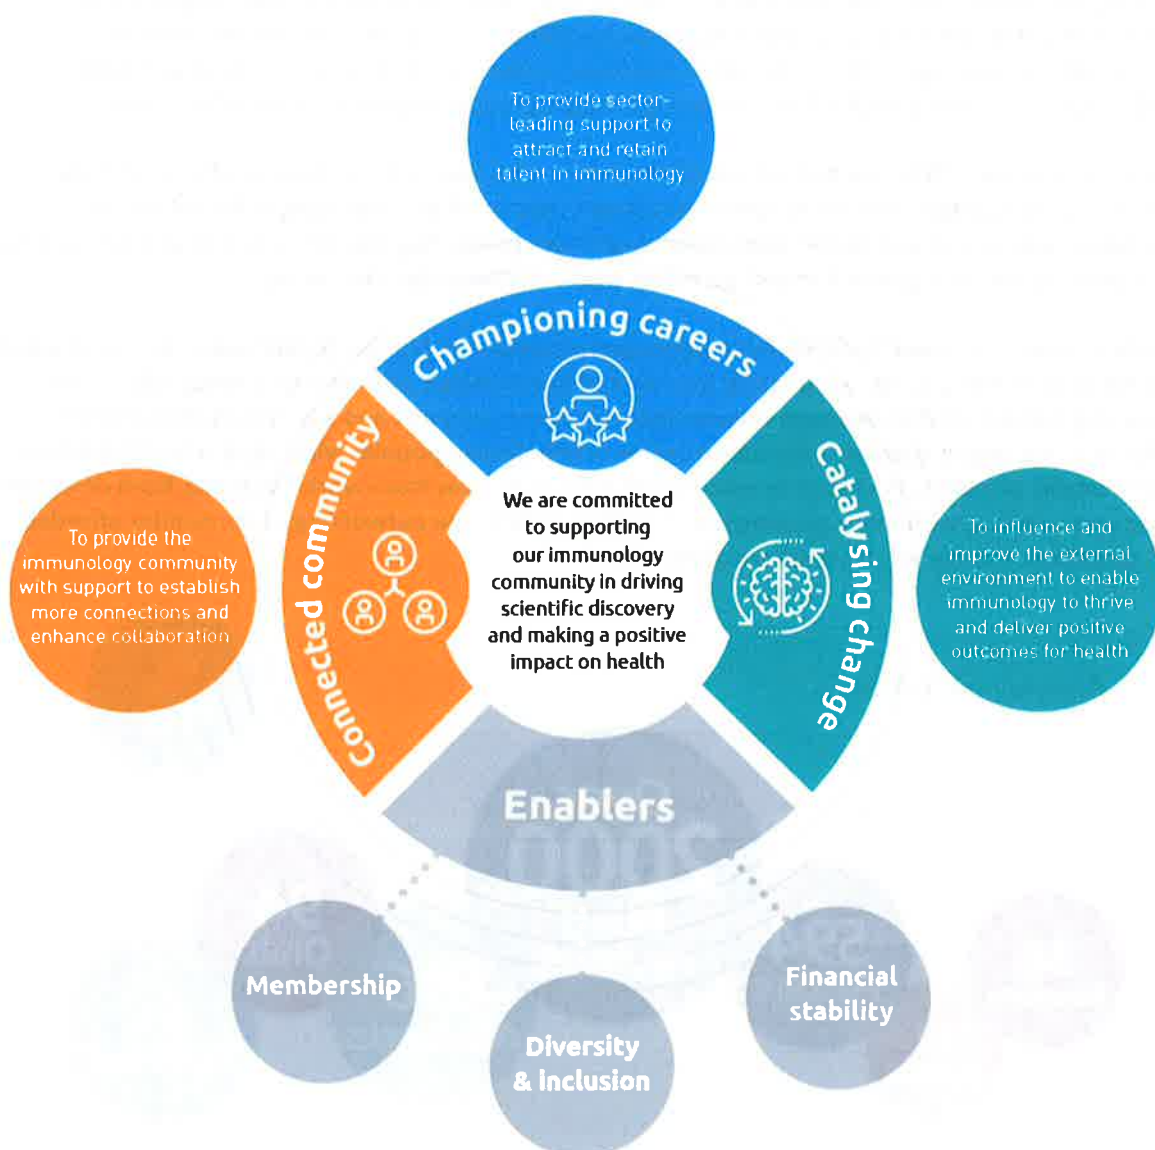 To provide sector-
leading support to
attract and retain
talent in immunology
Championing careers
Connected community
Catalysing change
We are committed
to supporting
our immunology
community in driving
scientific discovery
and making a positive
impact on health
To provide the
immunology community
with support to establish
more connections and
enhance collaboration
To influence and
improve the external
environment to enable
immunology to thrive
and deliver positive
outcomes for health
Enablers
Membership
Diversity
& inclusion
Financial
stability